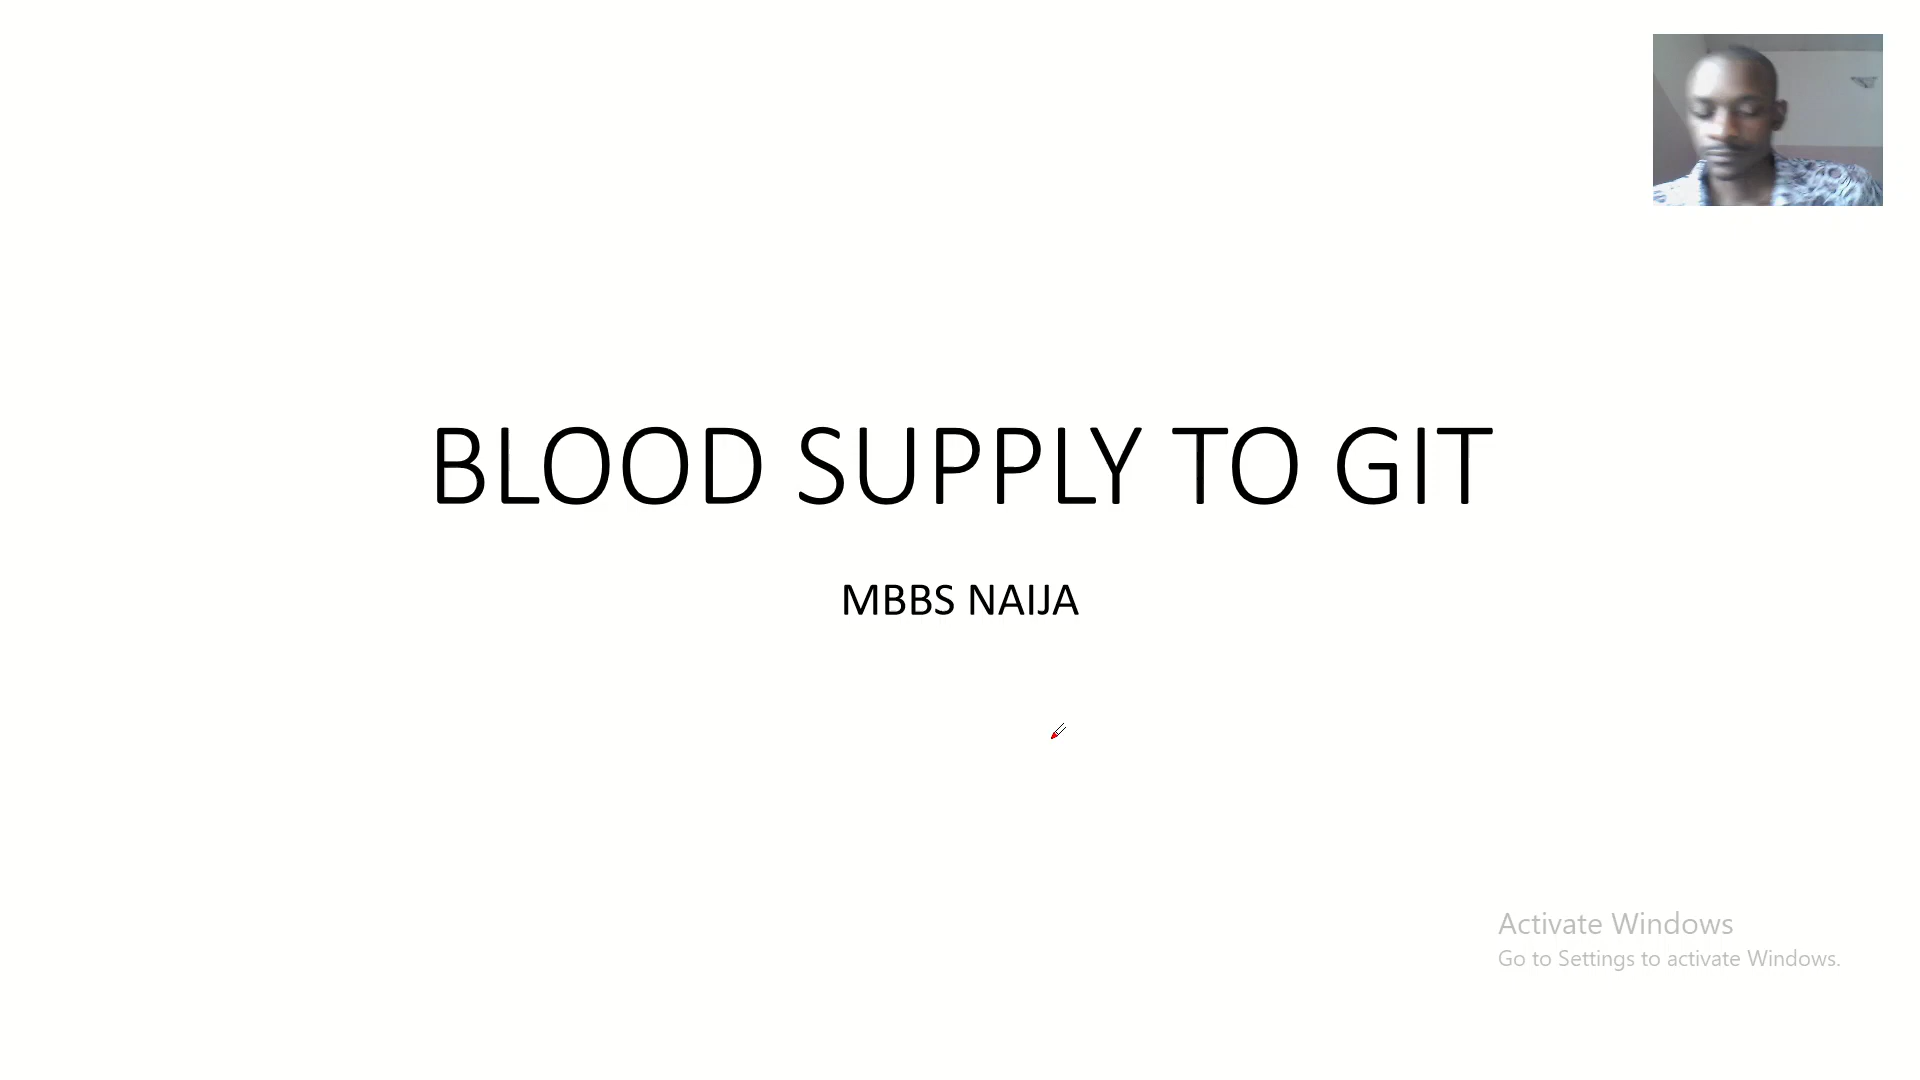 BLOOD SUPPLY TO GIT
MBBS NAIJA
Activate Windows
Go to Settings to activate Windows.